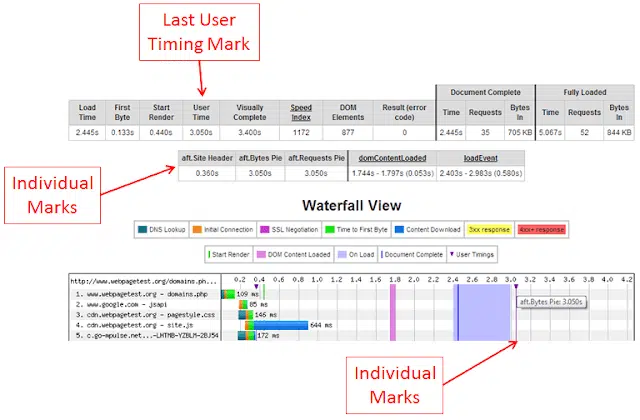 Last User
Timing Mark
Document Complete Fully Loaded
Load Time First Byte Start Render User Time Visually Complete Speed Index DOM Elements Result (error code) Time Requests Bytes In Time Requests Bytes In
2.445s 0.133s 0.440s 3.050s 3.400s 1172 877 0 2.445s 35 705 KB 5.067s 52 844 KB
aft.Site Header aft.Bytes Pie aft.Requests Pie domContentLoaded loadEvent
0.360s 3.050s 3.050s 1.744s - 1.797s (0.053s) 2.403s - 2.983s (0.580s)
Individual
Marks
Waterfall View
DNS Lookup Initial Connection SSL Negotiation Time to First Byte Content Download 3xx response 4xx+ response
Start Render DOM Content Loaded On Load Document Complete User Timings
http://www.webpagetest.org/domains.ph... 0.2 0.4 0.6 0.8 1.0 1.2 1.4 1.6 1.8 2.0 2.2 2.4 2.6 2.8 3.0 3.2 3.4 3.6 3.8 4.0 4.2
1. www.webpagetest.org - domains.php 109 ms
aft.Bytes Pie: 3.050s
2. www.google.com - jsapi 85 ms
3. cdn.webpagetest.org - pagestyle.css 146 ms
4. cdn.webpagetest.org - site.js 644 ms
5. c.go-mpulse.net...-LHTMB-YZBLM-2BJ54 172 ms
Individual
Marks